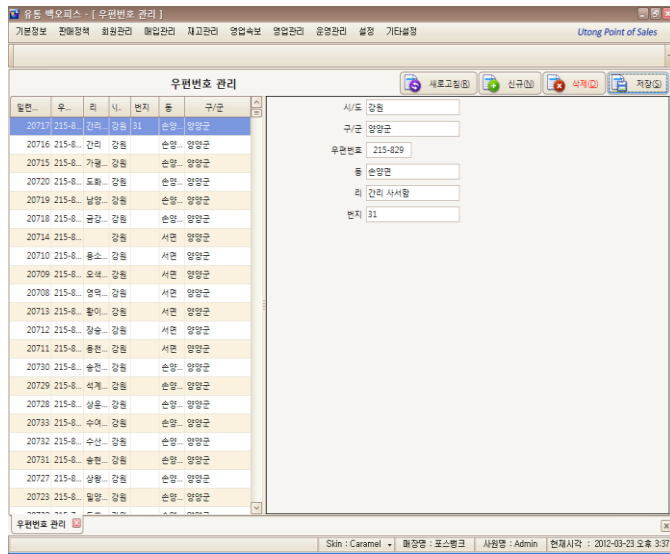 유통 백오피스 - [ 우편번호 관리 ]
기본정보 판매정책 회원관리 매입관리 재고관리 영업속보 영업관리 운영관리 설정 기타설정 Utong Point of Sales
우편번호 관리 새로고침(R) 신규(N) 삭제(D) 저장(S)
일련... 우... 리 시.. 번지 동 구/군
20717 215-8... 간리... 강원 31 손양... 양양군
20716 215-8... 간리 강원 손양... 양양군
20715 215-8... 가평... 강원 손양... 양양군
20720 215-8... 도화... 강원 손양... 양양군
20719 215-8... 남양... 강원 손양... 양양군
20718 215-8... 금강... 강원 손양... 양양군
20714 215-8... 강원 서면 양양군
20710 215-8... 용소... 강원 서면 양양군
20709 215-8... 오색... 강원 서면 양양군
20708 215-8... 영덕... 강원 서면 양양군
20713 215-8... 황이... 강원 서면 양양군
20712 215-8... 장승... 강원 서면 양양군
20711 215-8... 용천... 강원 서면 양양군
20730 215-8... 송전... 강원 손양... 양양군
20729 215-8... 석계... 강원 손양... 양양군
20728 215-8... 상운... 강원 손양... 양양군
20733 215-8... 수여... 강원 손양... 양양군
20732 215-8... 수산... 강원 손양... 양양군
20731 215-8... 송현... 강원 손양... 양양군
20727 215-8... 상왕... 강원 손양... 양양군
20723 215-8... 밀양... 강원 손양... 양양군
시/도 강원
구/군 양양군
우편번호 215-829
동 손양면
리 간리 사서함
번지 31
우편번호 관리
Skin : Caramel 매장명 : 포스뱅크 사원명 : Admin 현재시각 : 2012-03-23 오후 3:37